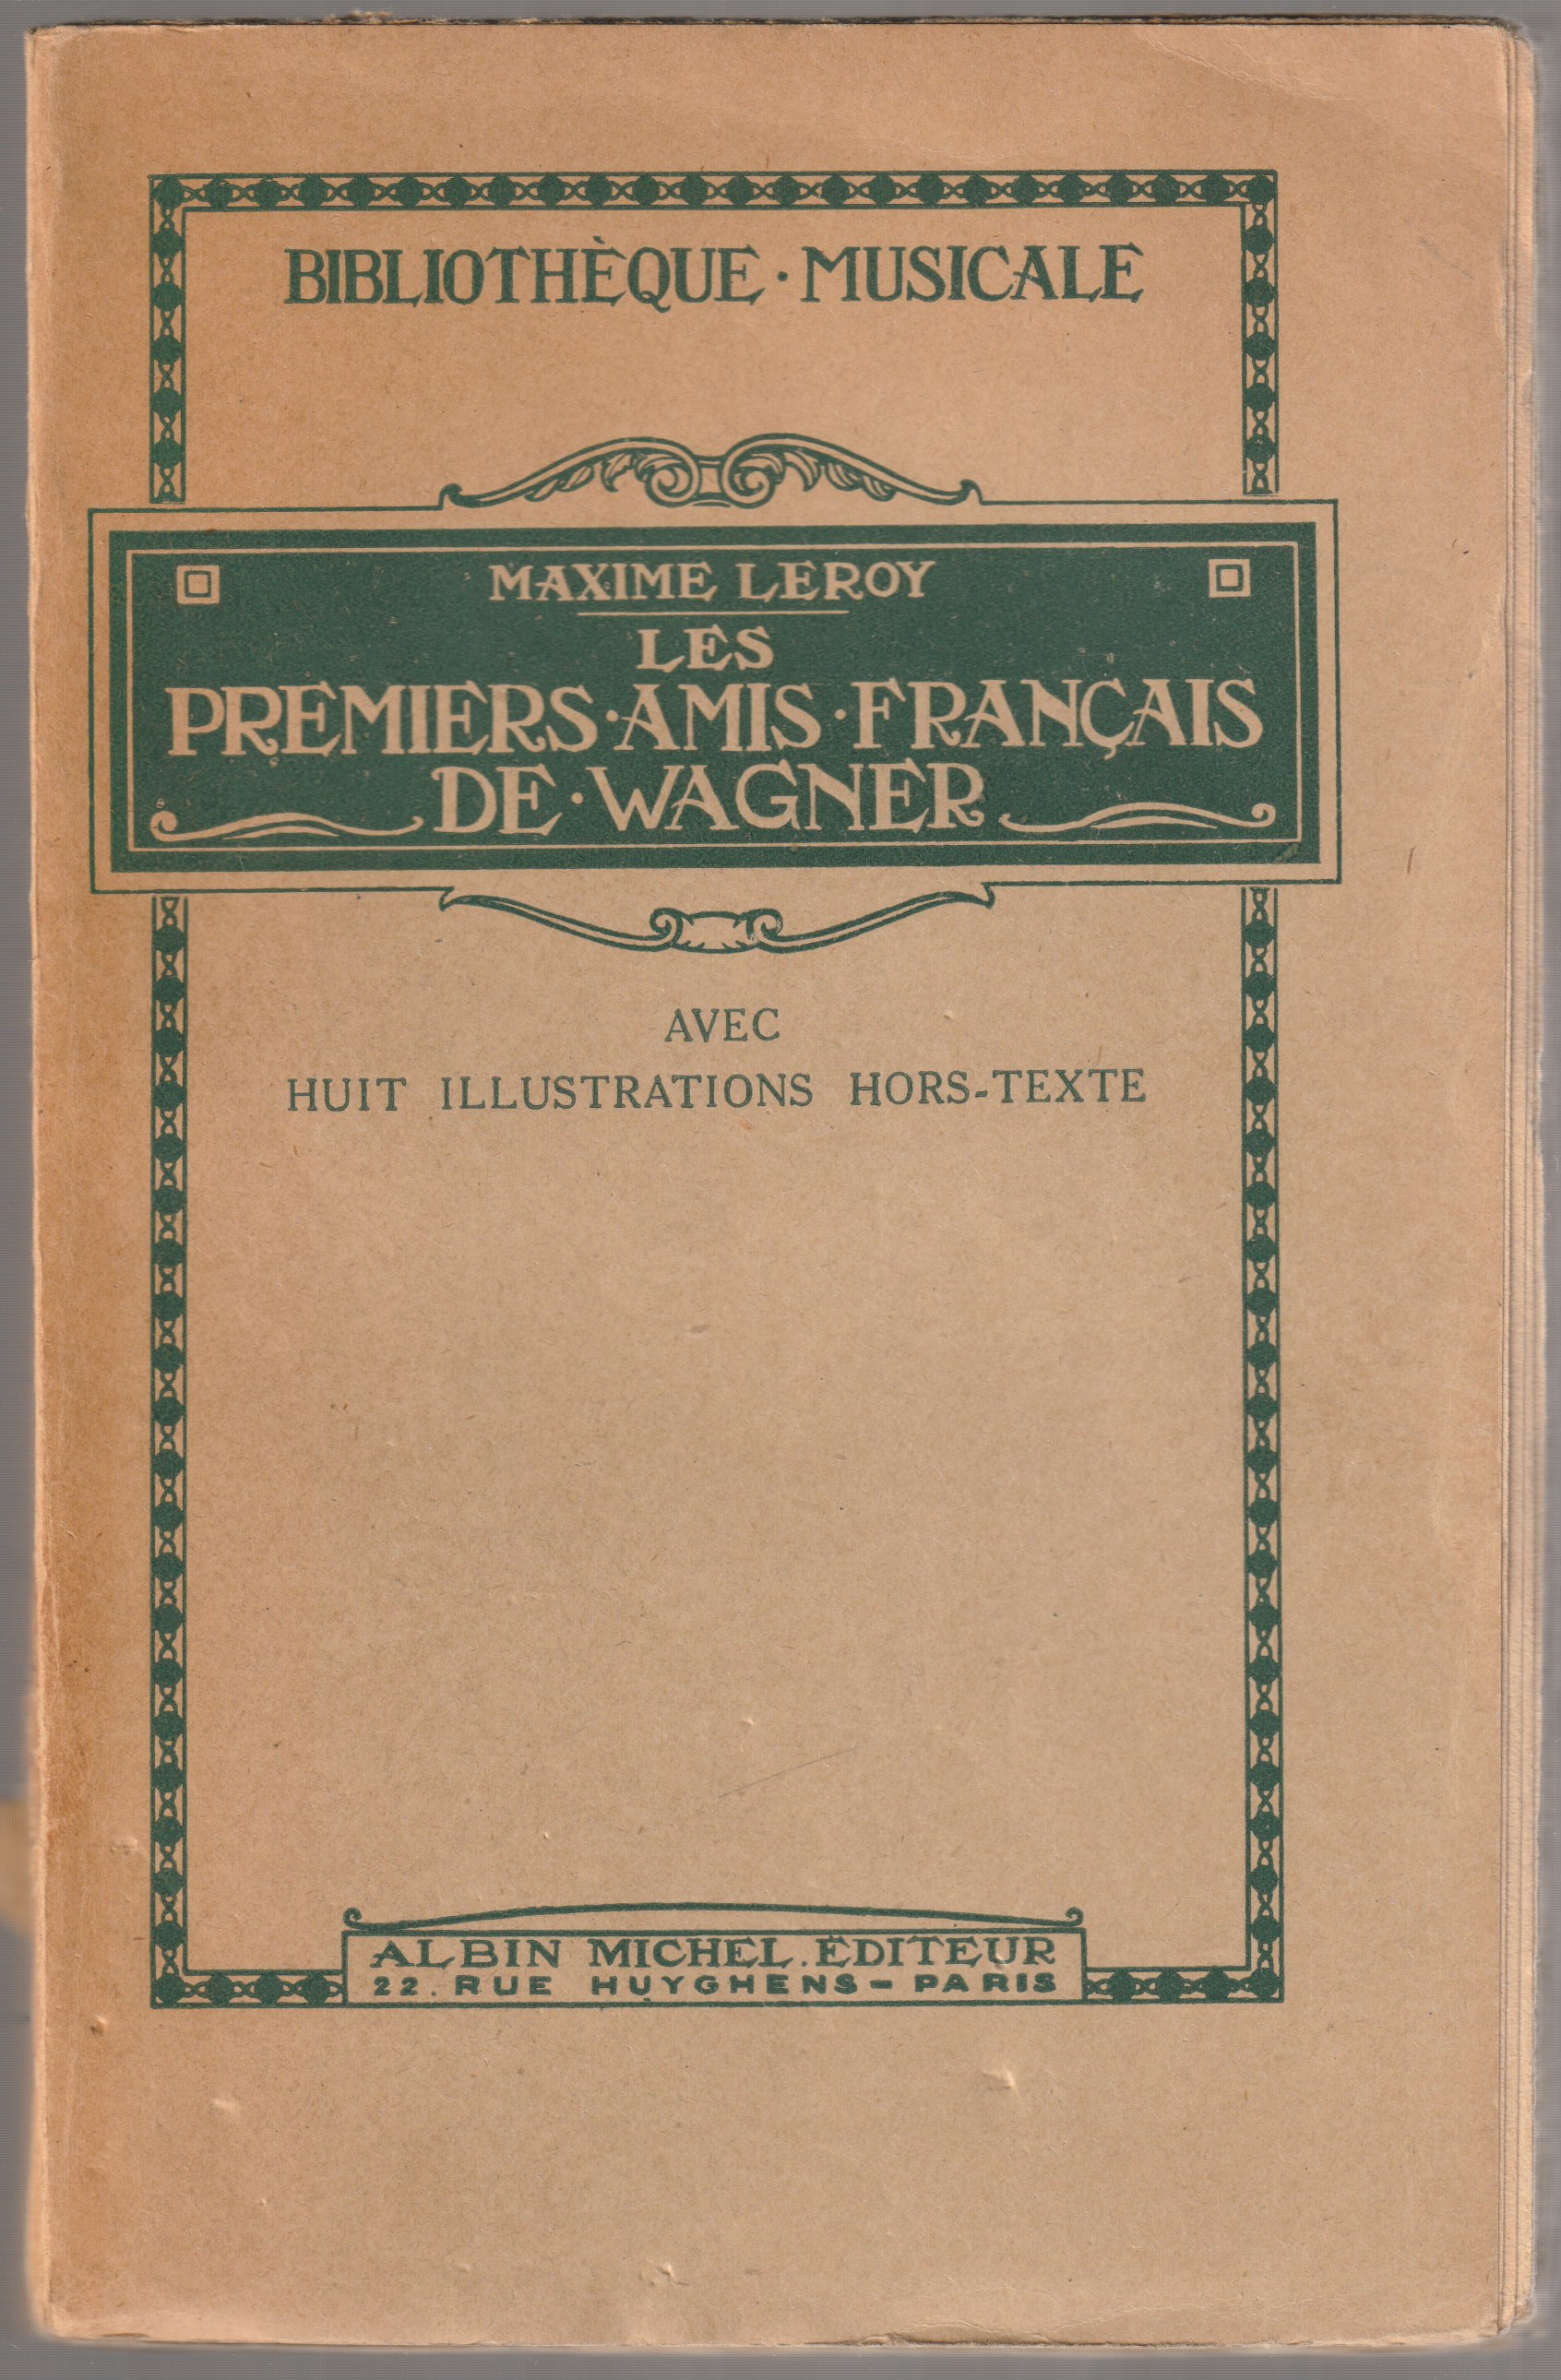 BIBLIOTHÈQUE · MUSICALE
MAXIME LEROY
LES
PREMIERS · AMIS · FRANÇAIS
DE · WAGNER
AVEC
HUIT ILLUSTRATIONS HORS-TEXTE
ALBIN MICHEL. ÉDITEUR
22. RUE HUYGHENS - PARIS